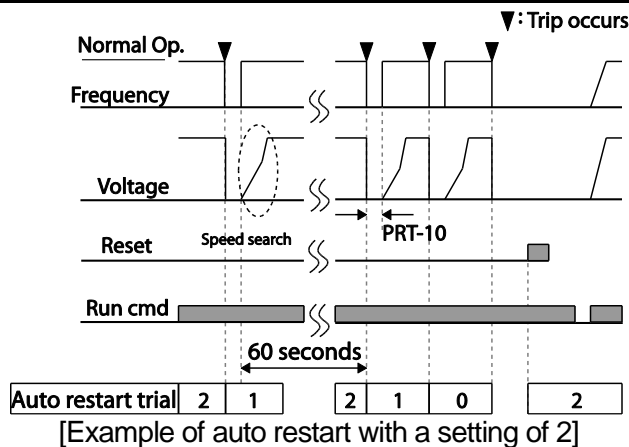 ▼: Trip occurs
Normal Op.
Frequency
Voltage
Speed search
PRT-10
Reset
Run cmd
60 seconds
Auto restart trial 2 1 2 1 0 2
[Example of auto restart with a setting of 2]